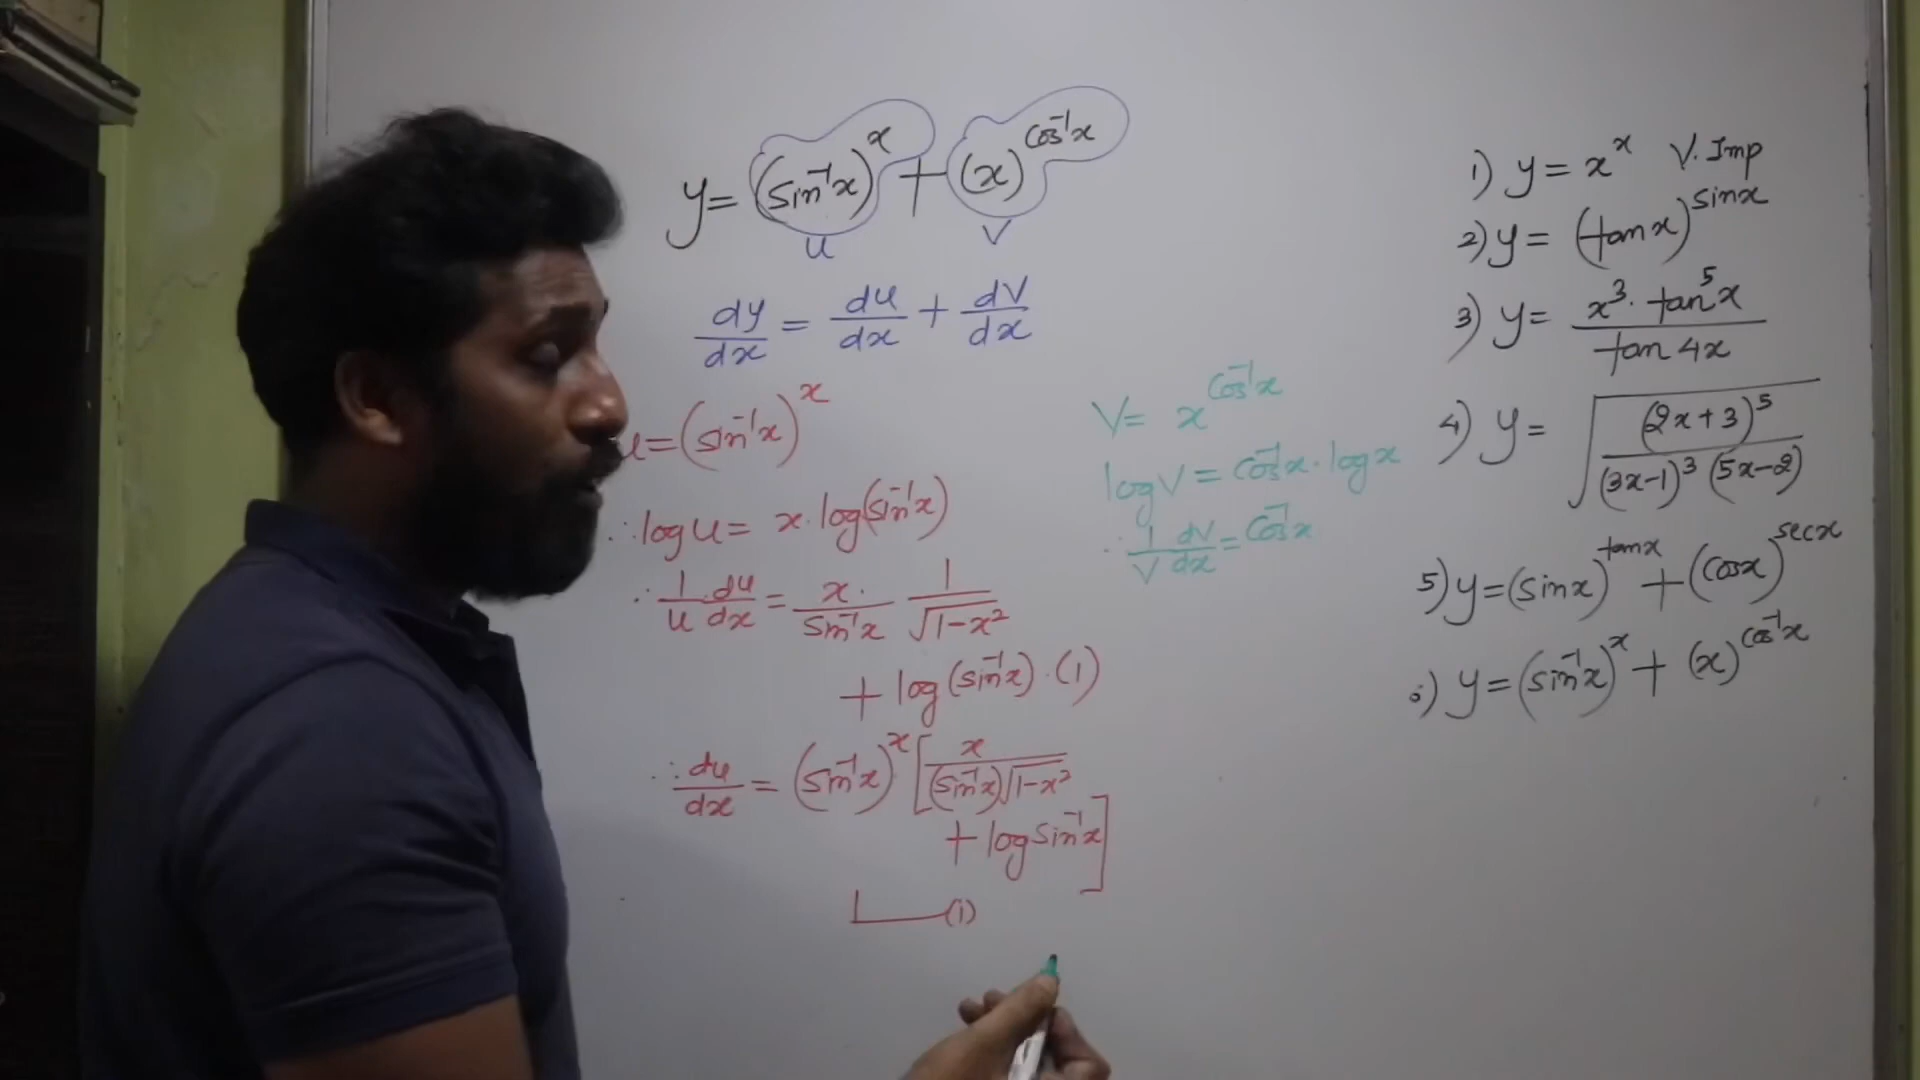 y = (sin⁻¹x)ˣ + (x)^cos⁻¹x
u v
dy/dx = du/dx + dv/dx
u = (sin⁻¹x)ˣ
∴ log u = x·log(sin⁻¹x)
∴ 1/u · du/dx = x/sin⁻¹x · 1/√(1-x²)
+ log(sin⁻¹x)·(1)
∴ du/dx = (sin⁻¹x)ˣ [ x/((sin⁻¹x)√(1-x²))
+ log sin⁻¹x ]
(1)
V = x^cos⁻¹x
log V = cos⁻¹x · log x
∴ 1/V dV/dx = cos⁻¹x
1) y = xˣ V. Imp
2) y = (tan x)^sin x
3) y = x³·tan⁵x / tan 4x
4) y = √((2x+3)⁵ / (3x-1)³ (5x-2))
5) y = (sin x)^tan x + (cos x)^sec x
) y = (sin⁻¹x)ˣ + (x)^cos⁻¹x